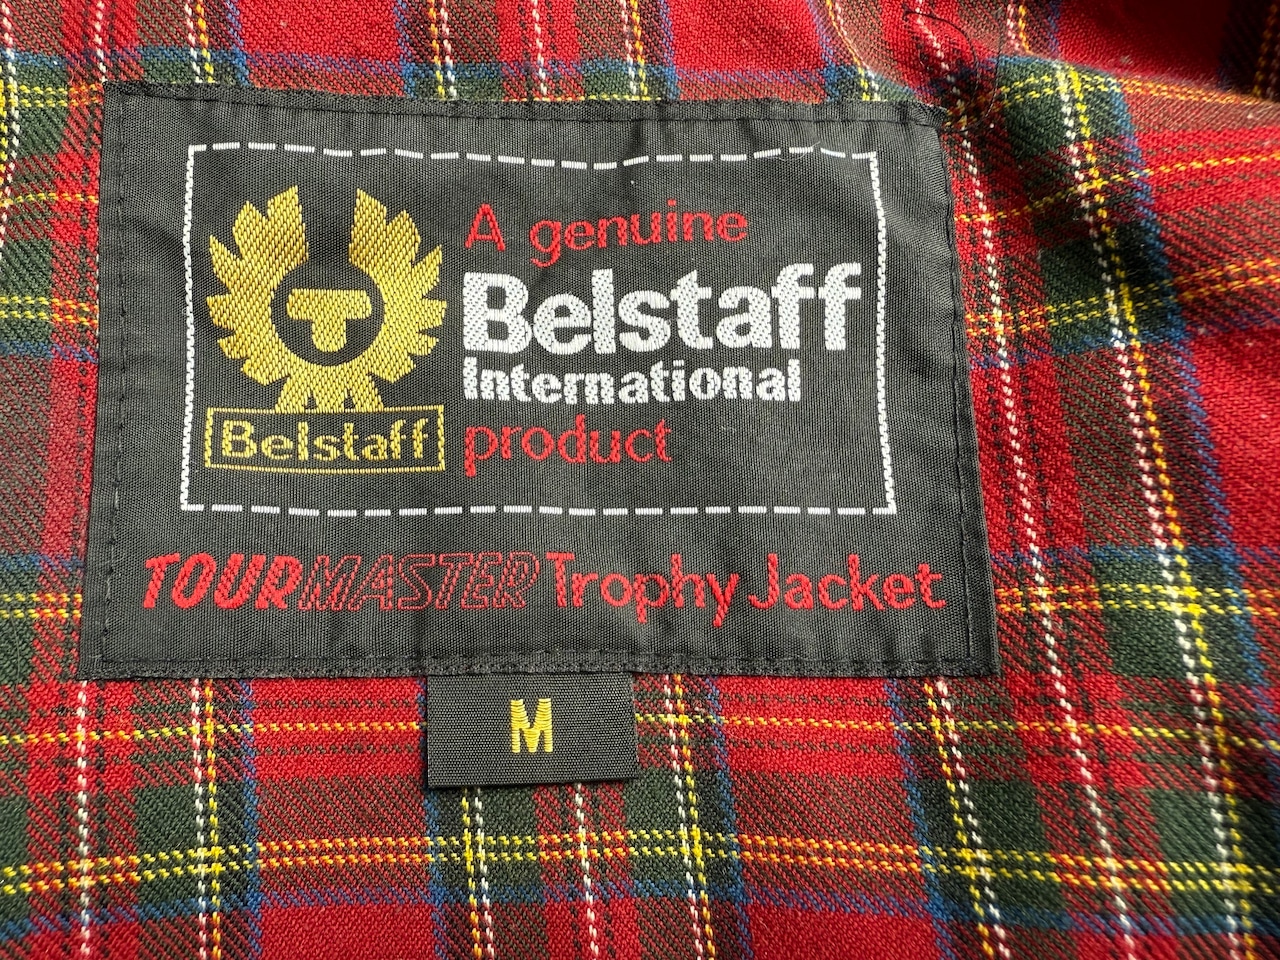 A genuine
Belstaff
International
product
Belstaff
TOURMASTER Trophy Jacket
M